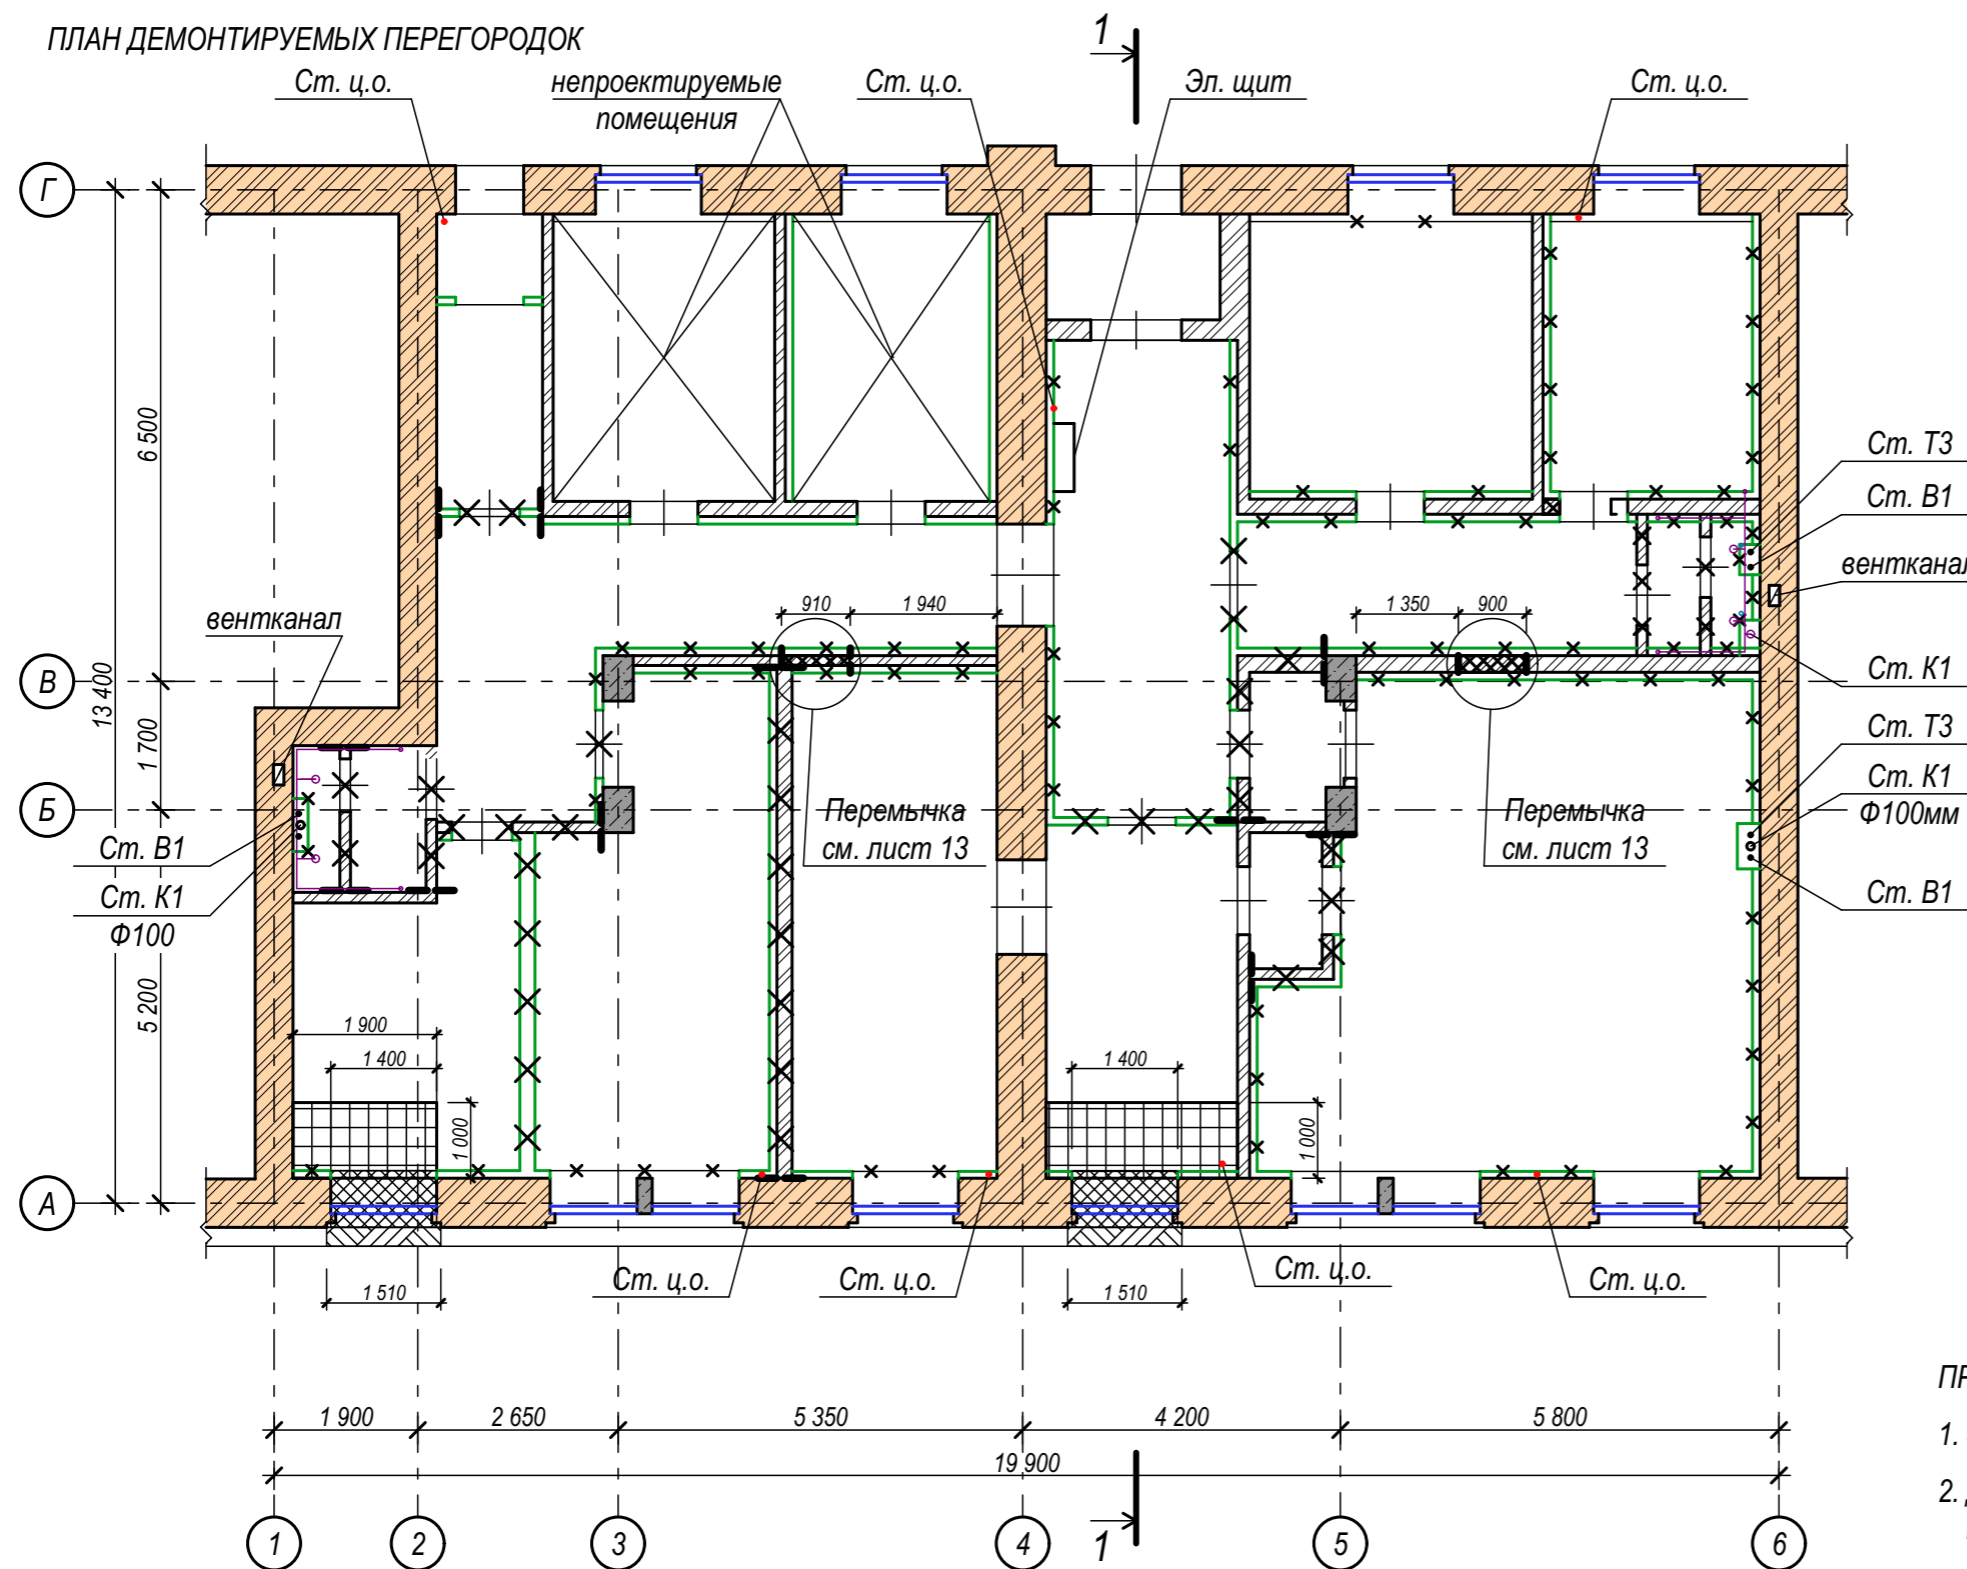 ПЛАН ДЕМОНТИРУЕМЫХ ПЕРЕГОРОДОК
1
Ст. ц.о.
непроектируемые
помещения
Ст. ц.о.
Эл. щит
Ст. ц.о.
Г
6 500
13 400
1 700
5 200
Ст. Т3
Ст. В1
вентканал
Ст. К1
Ст. Т3
Ст. К1
Ф100мм
Ст. В1
вентканал
910
1 940
1 350
900
В
Б
Перемычка
см. лист 13
Перемычка
см. лист 13
Ст. В1
Ст. К1
Ф100
1 900
1 400
1 000
1 400
1 000
А
Ст. ц.о.
Ст. ц.о.
Ст. ц.о.
Ст. ц.о.
1 510
1 510
1 900
2 650
5 350
4 200
5 800
19 900
ПР
1.
2.
1
2
3
4
1
5
6